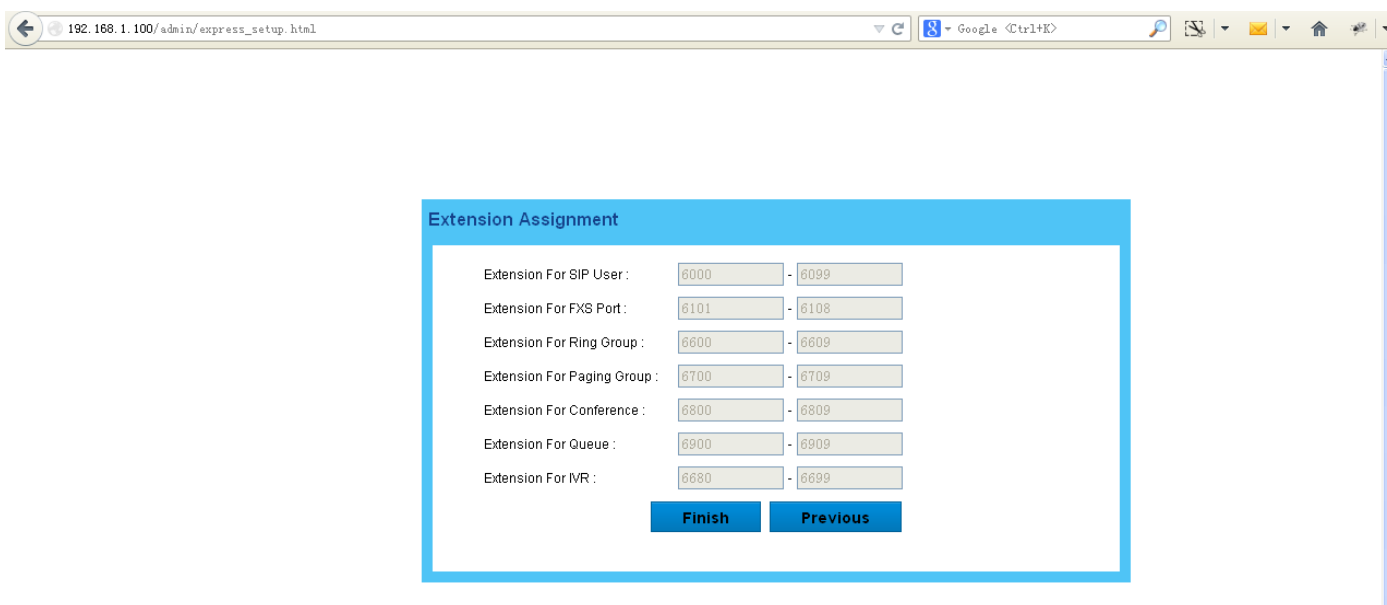 192.168.1.100/admin/express_setup.html 8 Google <Ctrl+K>
Extension Assignment
Extension For SIP User : 6000 - 6099
Extension For FXS Port : 6101 - 6108
Extension For Ring Group : 6600 - 6609
Extension For Paging Group : 6700 - 6709
Extension For Conference : 6800 - 6809
Extension For Queue : 6900 - 6909
Extension For IVR : 6680 - 6699
Finish Previous